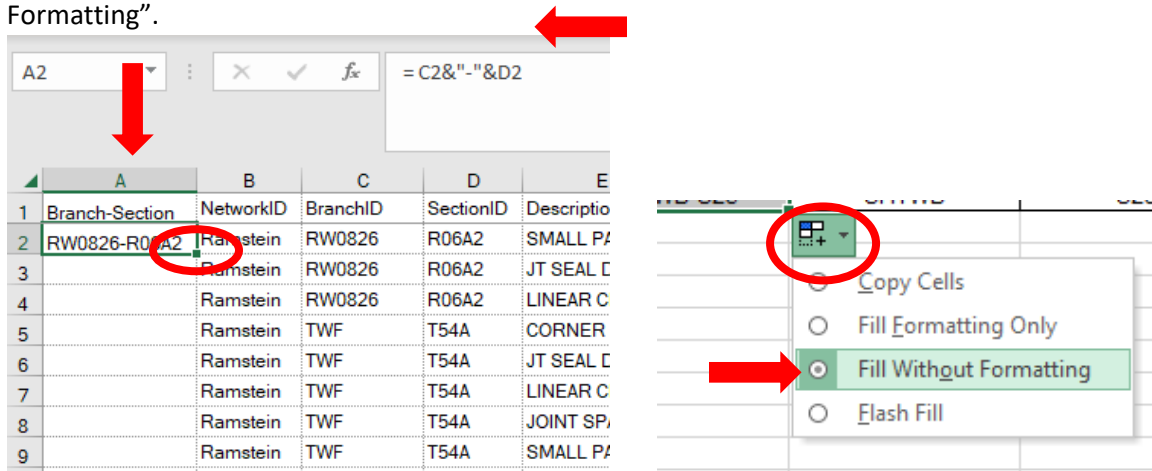 Formatting”.
A2 fx = C2&"-"&D2
A B C D E
1 Branch-Section NetworkID BranchID SectionID Descriptio
2 RW0826-R06A2 Ramstein RW0826 R06A2 SMALL PA
3 Ramstein RW0826 R06A2 JT SEAL D
4 Ramstein RW0826 R06A2 LINEAR C
5 Ramstein TWF T54A CORNER
6 Ramstein TWF T54A JT SEAL D
7 Ramstein TWF T54A LINEAR C
8 Ramstein TWF T54A JOINT SPA
9 Ramstein TWF T54A SMALL PA
Copy Cells
Fill Formatting Only
Fill Without Formatting
Flash Fill